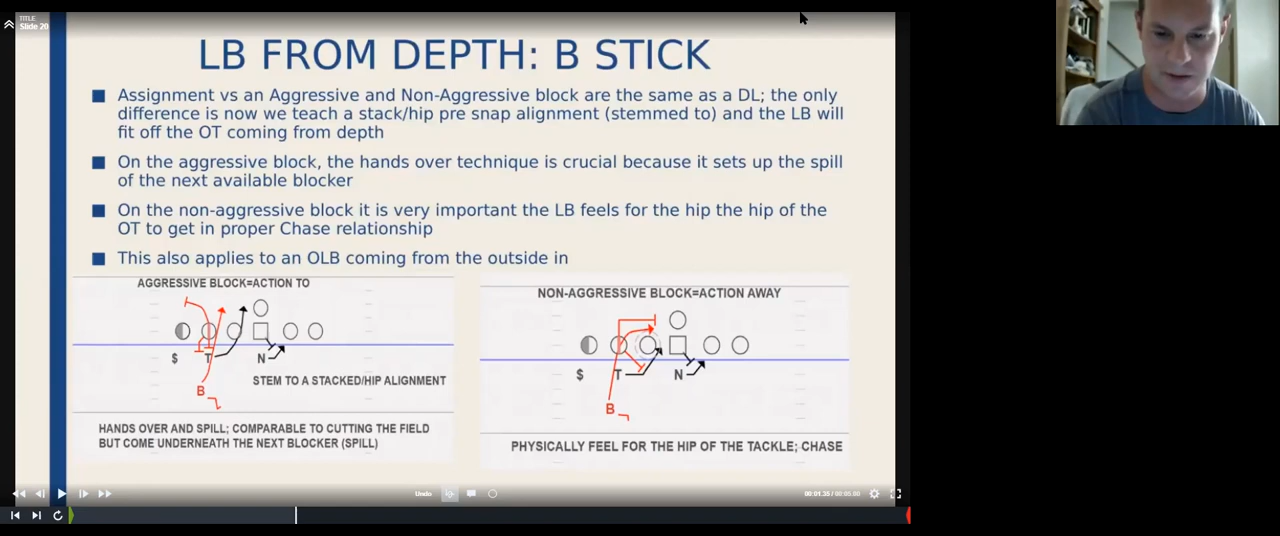 TITLE
Slide 20
LB FROM DEPTH: B STICK
Assignment vs an Aggressive and Non-Aggressive block are the same as a DL; the only
difference is now we teach a stack/hip pre snap alignment (stemmed to) and the LB will
fit off the OT coming from depth
On the aggressive block, the hands over technique is crucial because it sets up the spill
of the next available blocker
On the non-aggressive block it is very important the LB feels for the hip the hip of the
OT to get in proper Chase relationship
This also applies to an OLB coming from the outside in
AGGRESSIVE BLOCK=ACTION TO
$ T N
B
STEM TO A STACKED/HIP ALIGNMENT
HANDS OVER AND SPILL; COMPARABLE TO CUTTING THE FIELD
BUT COME UNDERNEATH THE NEXT BLOCKER (SPILL)
NON-AGGRESSIVE BLOCK=ACTION AWAY
$ T N
B
PHYSICALLY FEEL FOR THE HIP OF THE TACKLE; CHASE
Undo